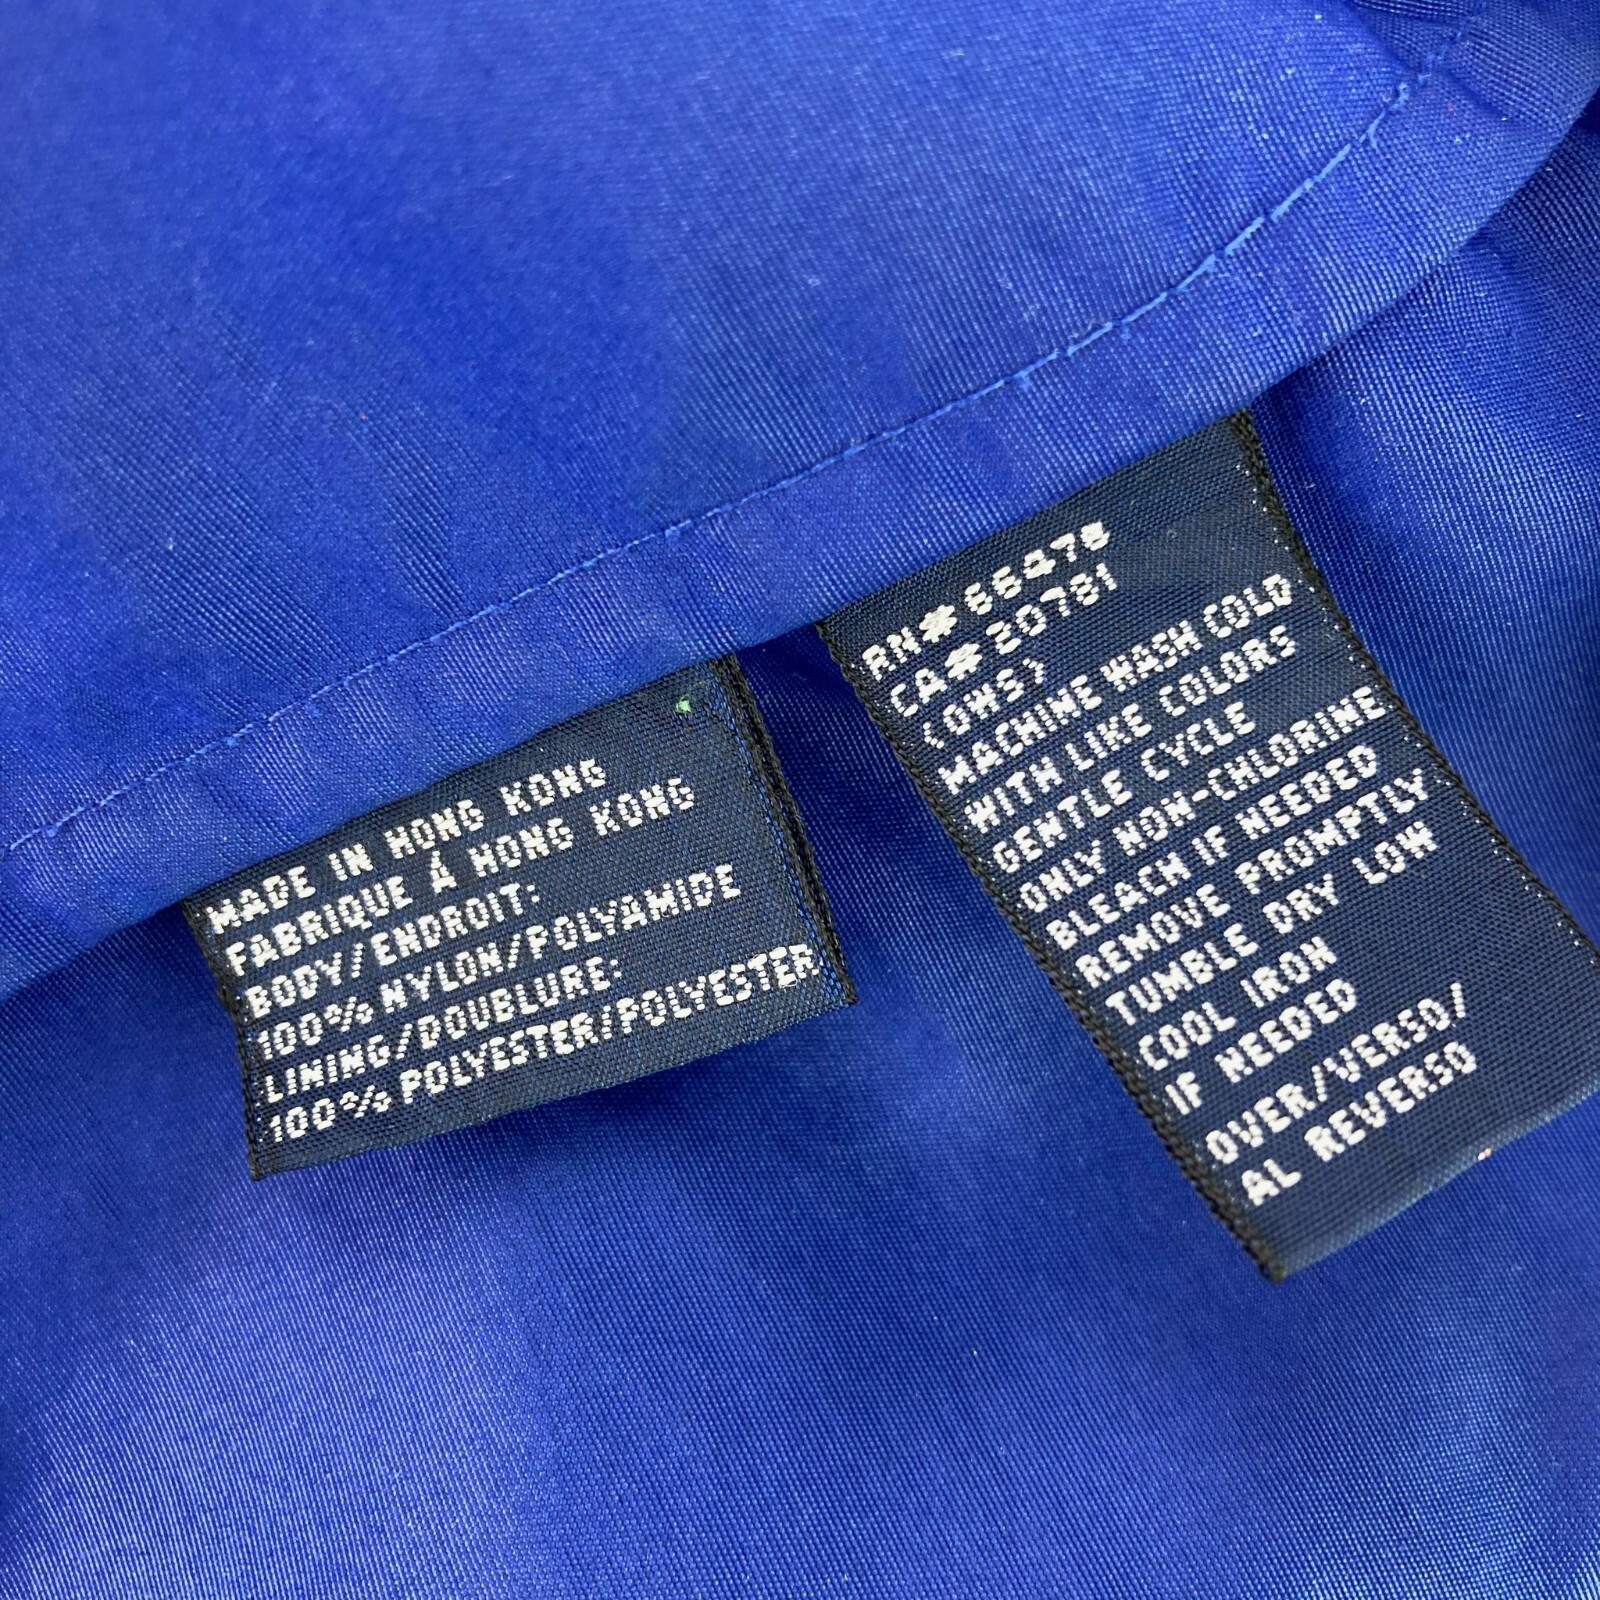 MADE IN HONG KONG
FABRIQUE Á HONG KONG
BODY/ENDROIT:
100% NYLON/POLYAMIDE
LINING/DOUBLURE:
100% POLYESTER/POLYESTER
RN* 66478
CA* 20781
(OWS)
MACHINE WASH COLD
WITH LIKE COLORS
GENTLE CYCLE
ONLY NON-CHLORINE
BLEACH IF NEEDED
REMOVE PROMPTLY
TUMBLE DRY LOW
COOL IRON
IF NEEDED
OVER/VERSO/
AL REVERSO